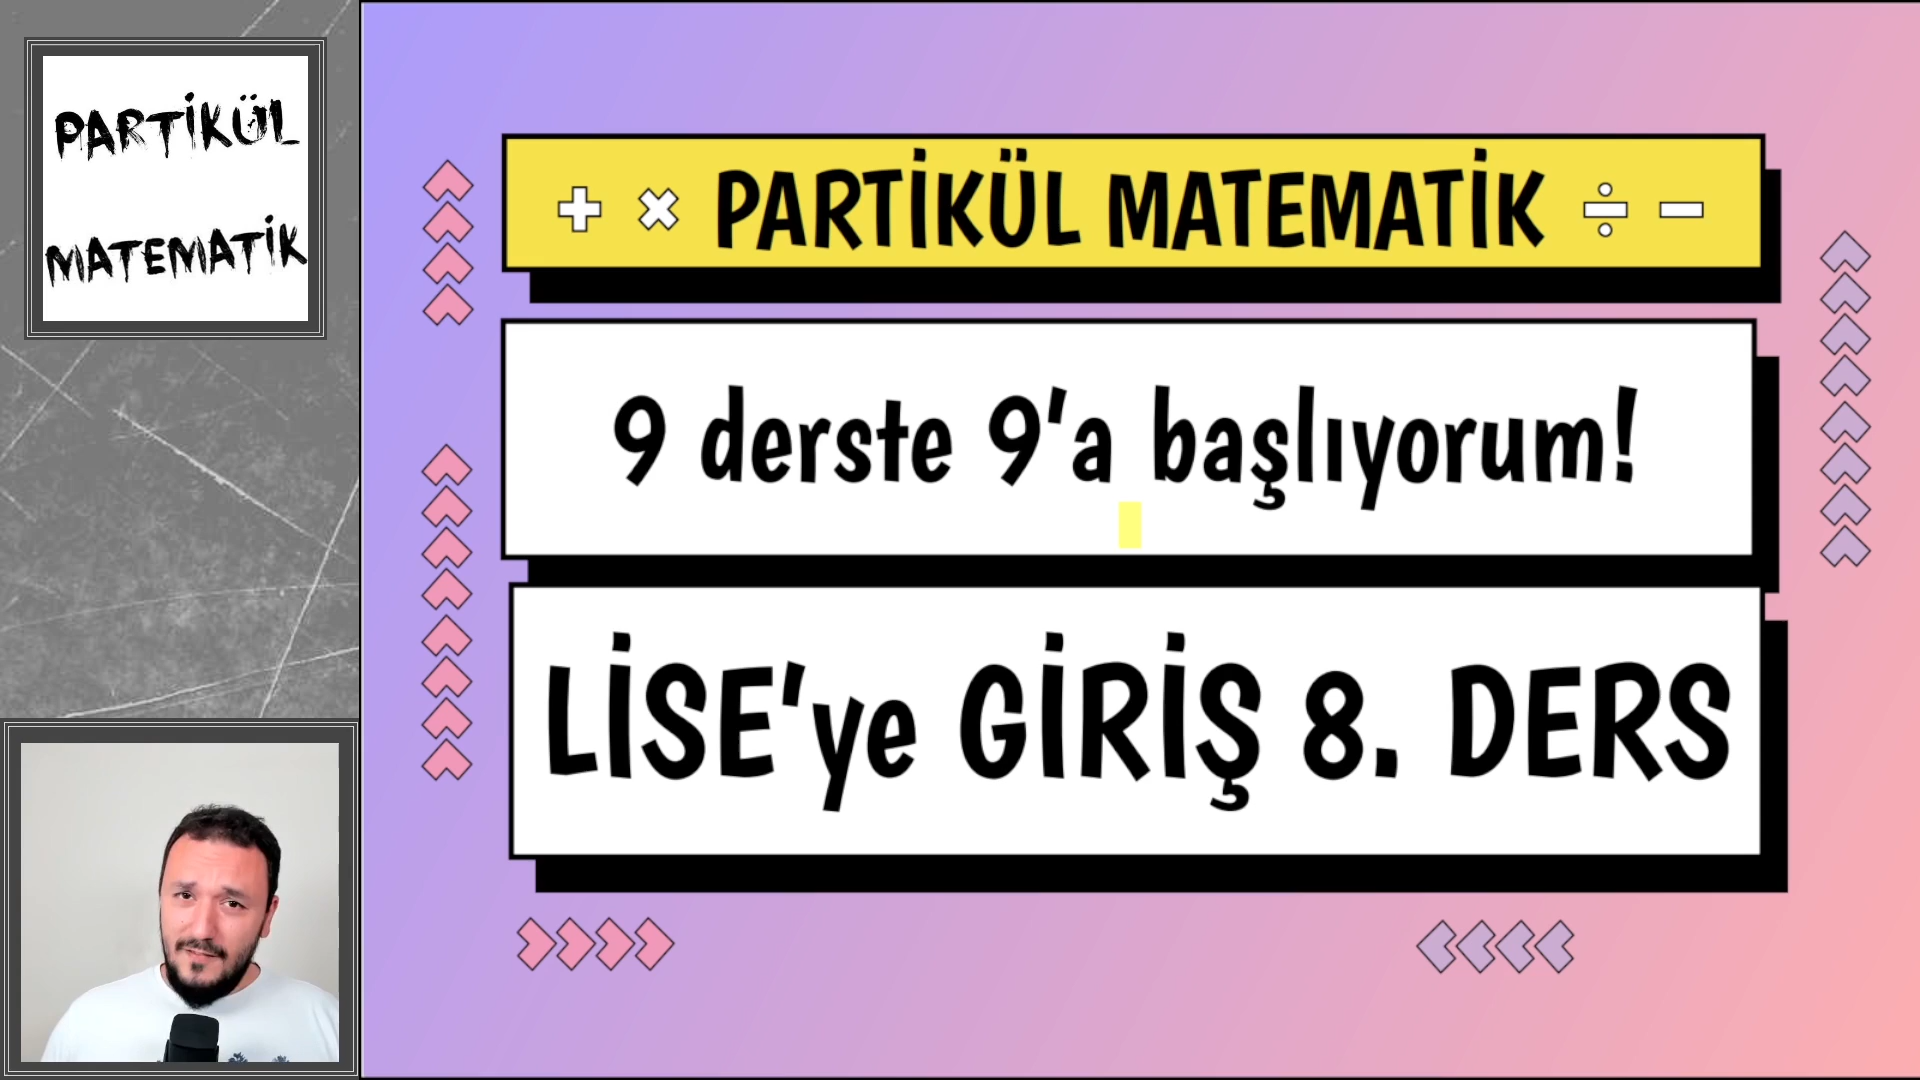 PARTİKÜL
MATEMATİK
+ × PARTİKÜL MATEMATİK ÷ −
9 derste 9'a başlıyorum!
LİSE'ye GİRİŞ 8. DERS